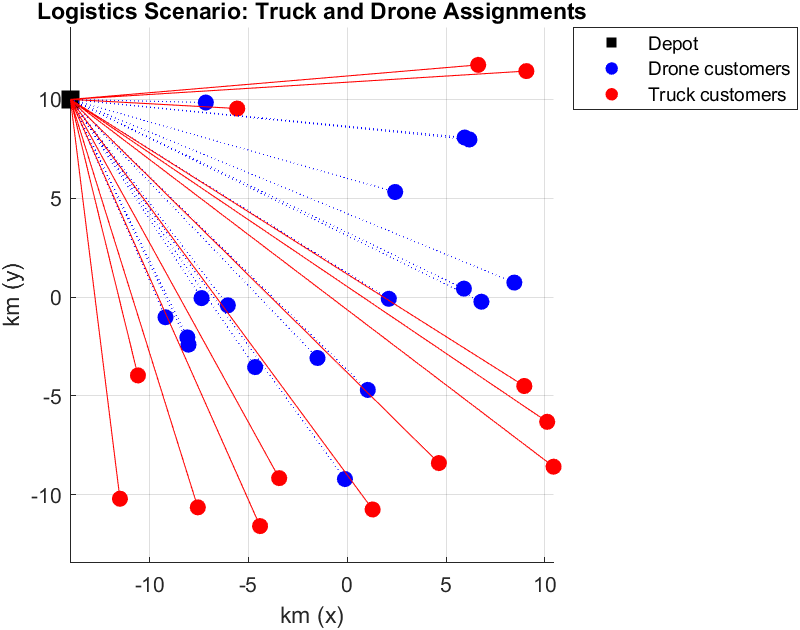 Logistics Scenario: Truck and Drone Assignments
Depot
Drone customers
Truck customers
10
5
0
-5
-10
km (y)
-10
-5
0
5
10
km (x)